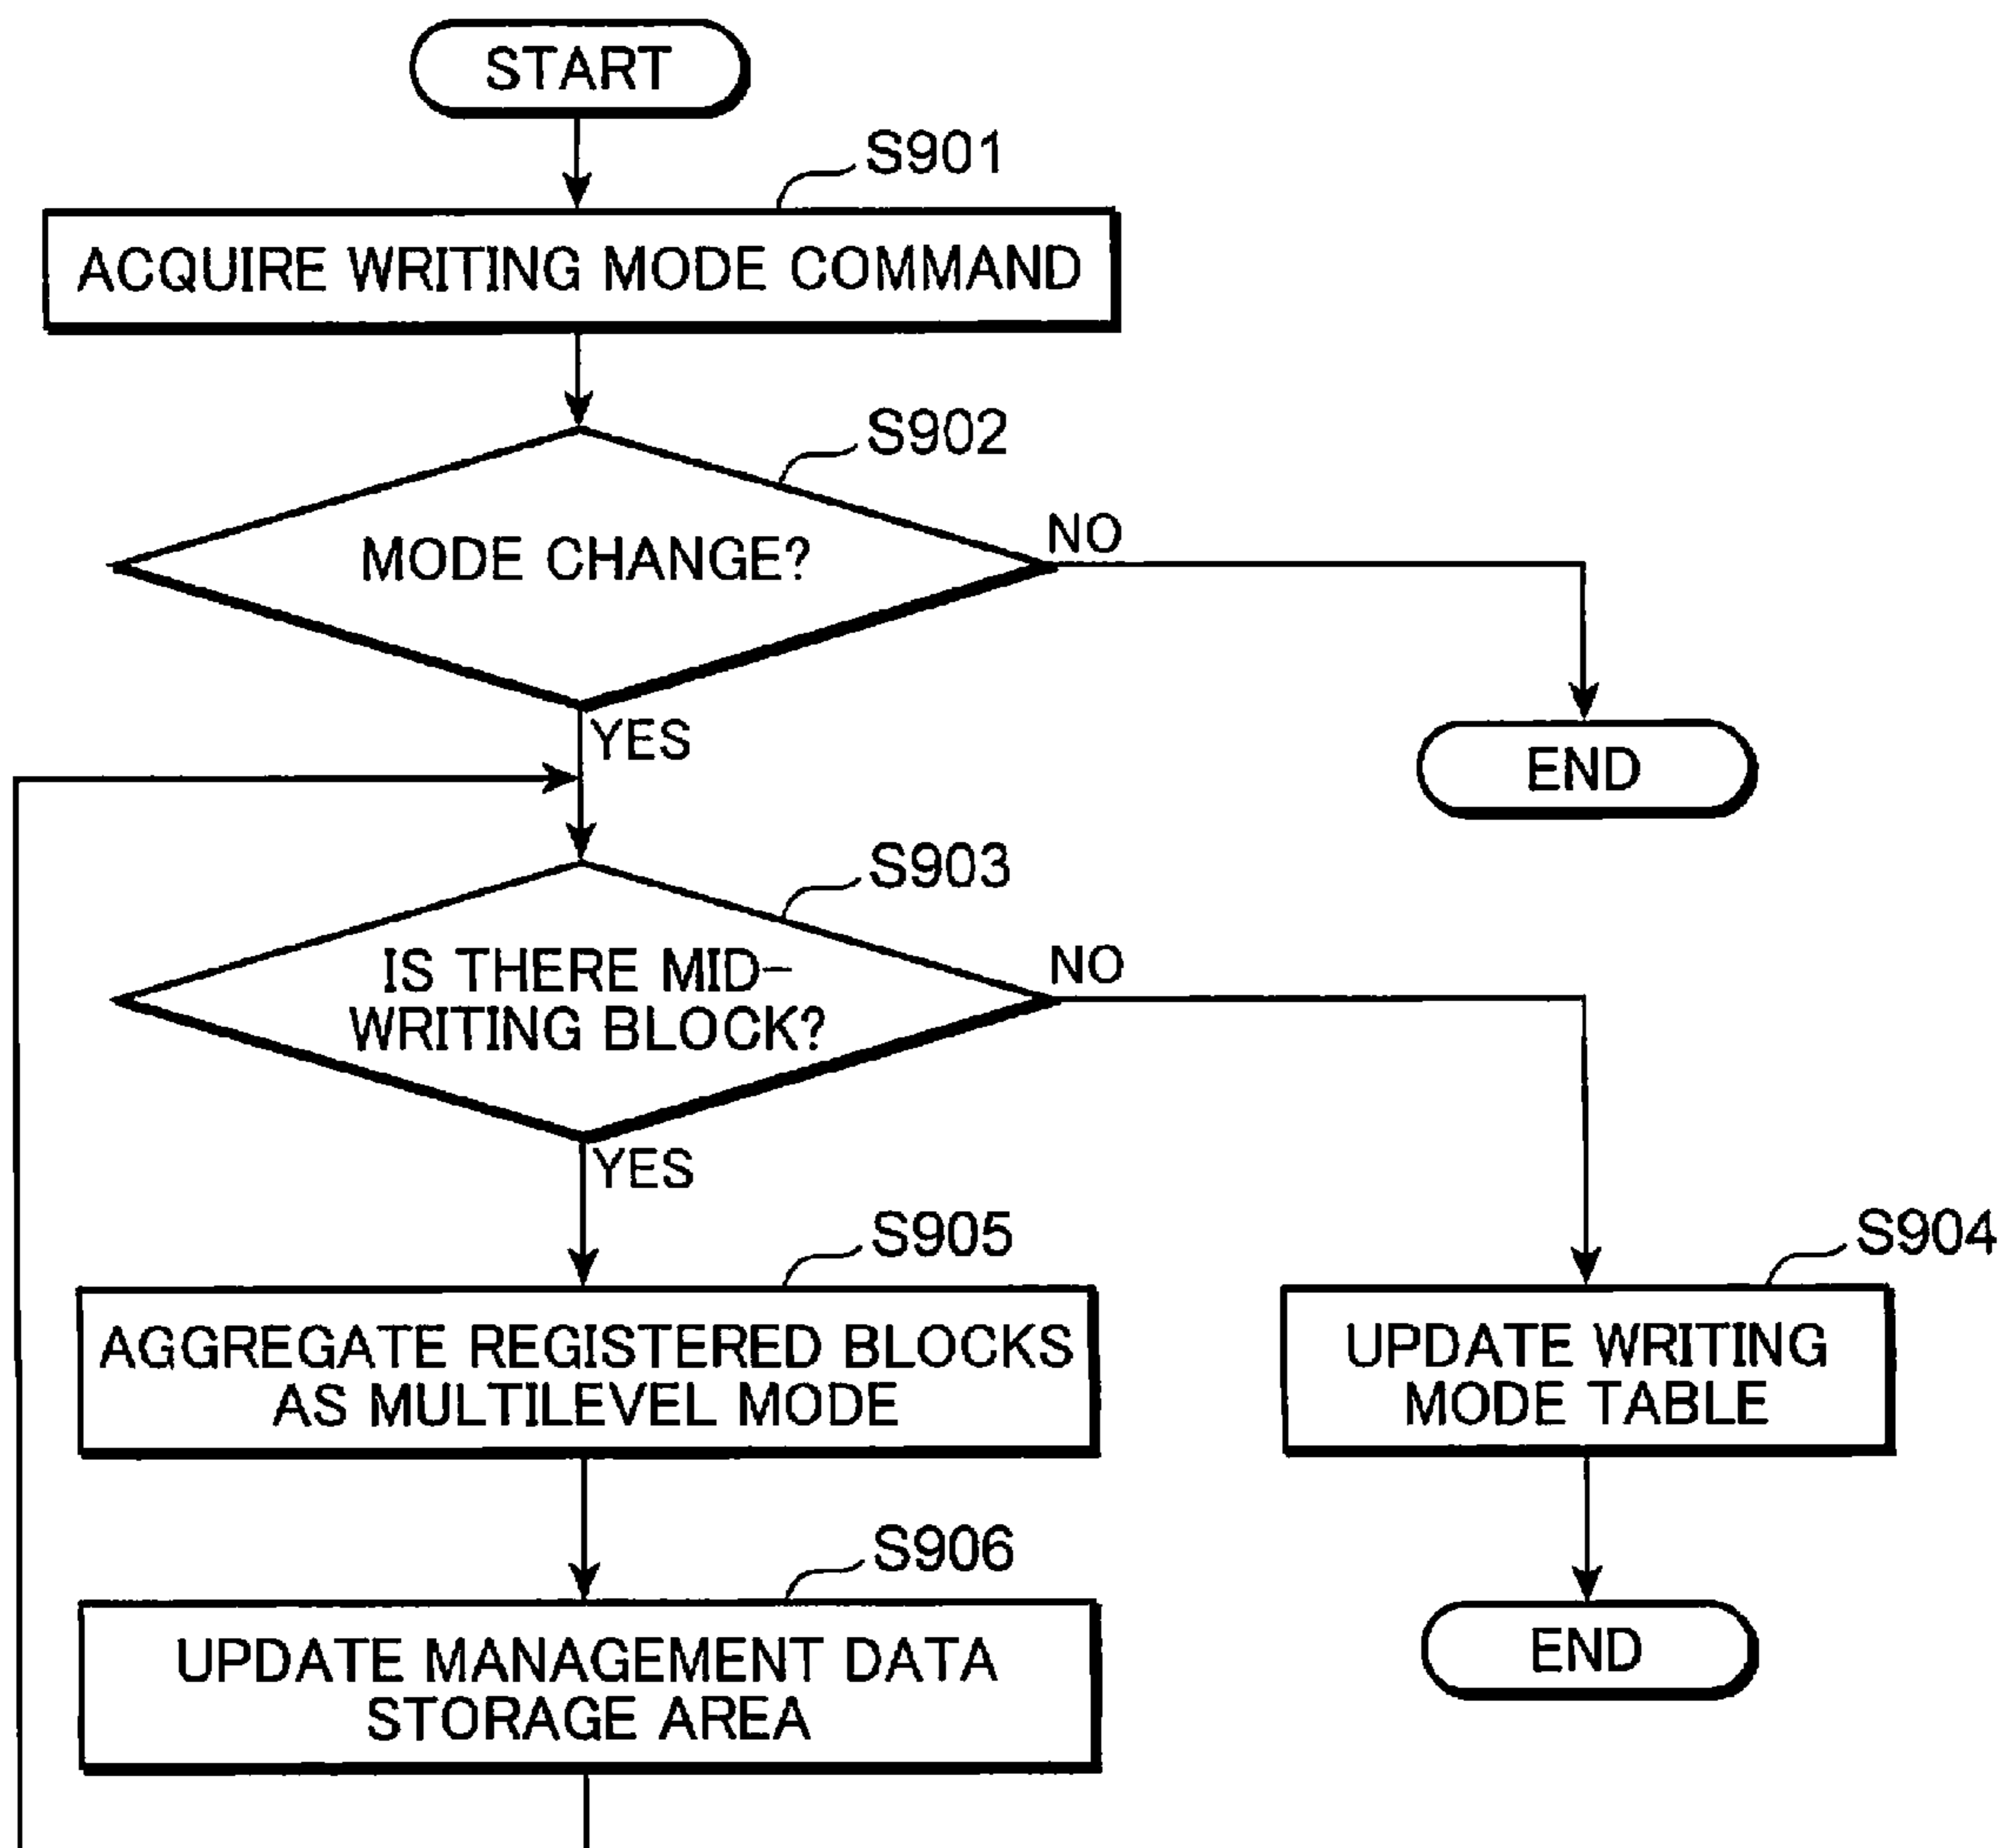 START
S901
ACQUIRE WRITING MODE COMMAND
S902
MODE CHANGE?
NO
YES
END
S903
IS THERE MID-
WRITING BLOCK?
NO
YES
S905
AGGREGATE REGISTERED BLOCKS
AS MULTILEVEL MODE
S904
UPDATE WRITING
MODE TABLE
S906
UPDATE MANAGEMENT DATA
STORAGE AREA
END